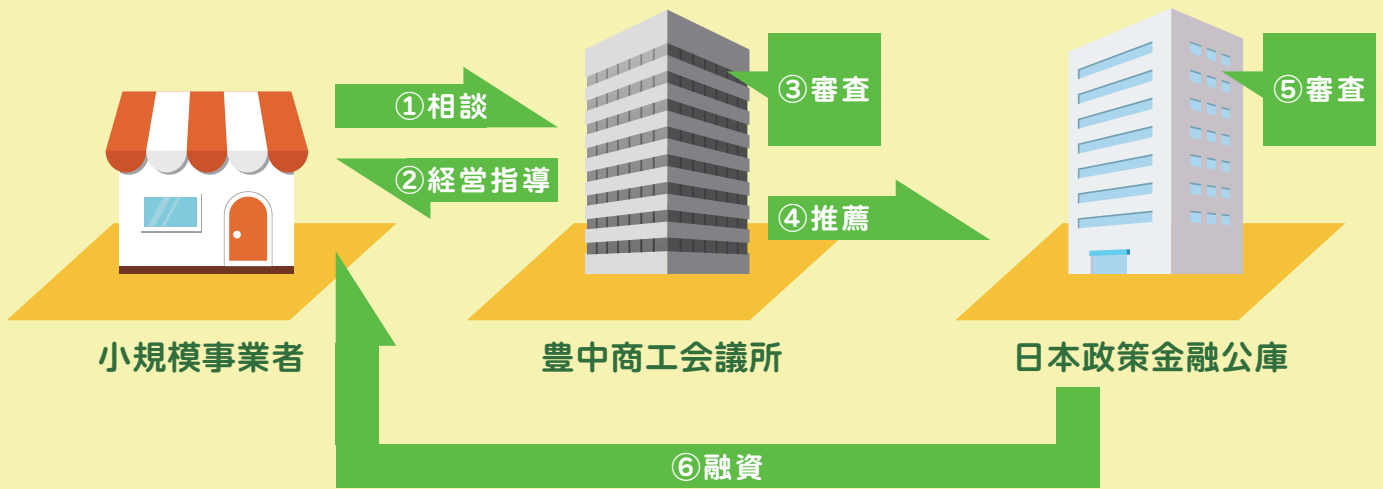 ①相談
②経営指導
③審査
④推薦
⑤審査
小規模事業者
豊中商工会議所
日本政策金融公庫
⑥融資